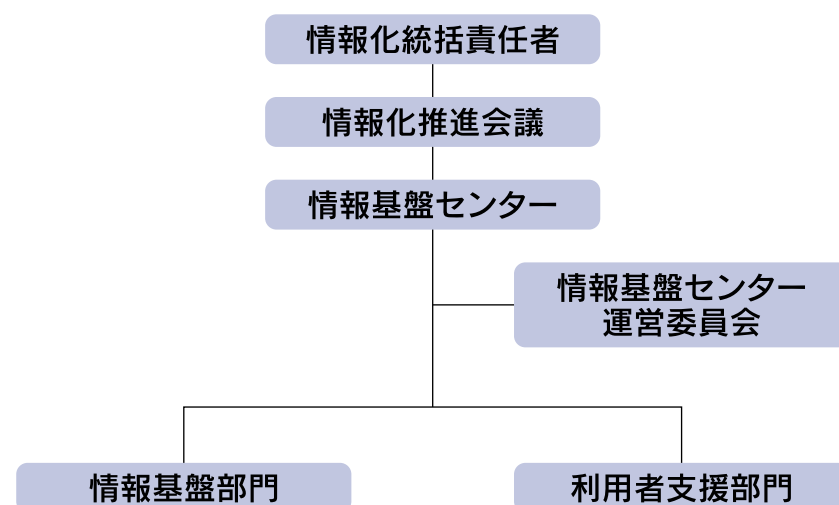 情報化統括責任者
情報化推進会議
情報基盤センター
情報基盤センター
運営委員会
情報基盤部門
利用者支援部門